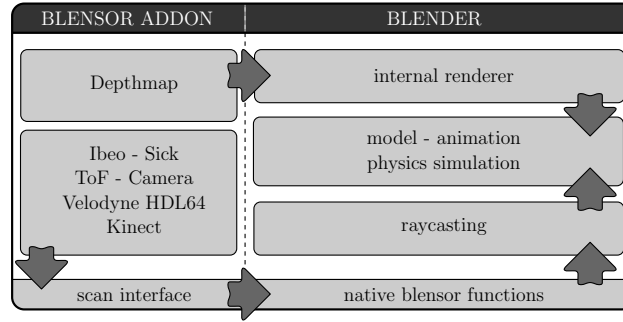 BLENSOR ADDON
BLENDER
Depthmap
internal renderer
Ibeo - Sick
ToF - Camera
Velodyne HDL64
Kinect
model - animation
physics simulation
raycasting
scan interface
native blensor functions